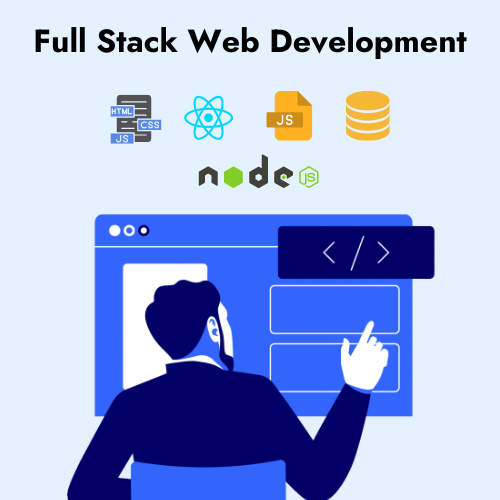 Full Stack Web Development
HTML
CSS
JS
JS
node
JS
</ >